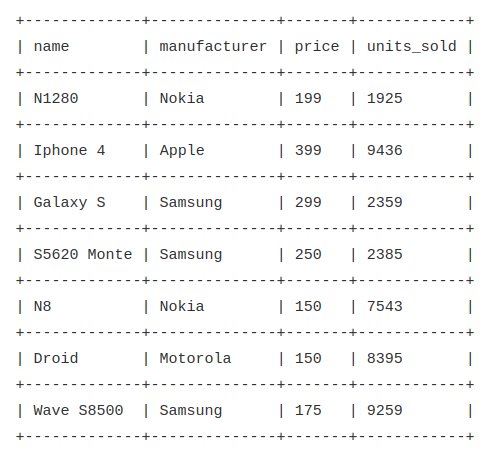 +-------------+--------------+-------+------------+
| name        | manufacturer | price | units_sold |
+-------------+--------------+-------+------------+
| N1280       | Nokia        | 199   | 1925       |
+-------------+--------------+-------+------------+
| Iphone 4    | Apple        | 399   | 9436       |
+-------------+--------------+-------+------------+
| Galaxy S    | Samsung      | 299   | 2359       |
+-------------+--------------+-------+------------+
| S5620 Monte | Samsung      | 250   | 2385       |
+-------------+--------------+-------+------------+
| N8          | Nokia        | 150   | 7543       |
+-------------+--------------+-------+------------+
| Droid       | Motorola     | 150   | 8395       |
+-------------+--------------+-------+------------+
| Wave S8500  | Samsung      | 175   | 9259       |
+-------------+--------------+-------+------------+